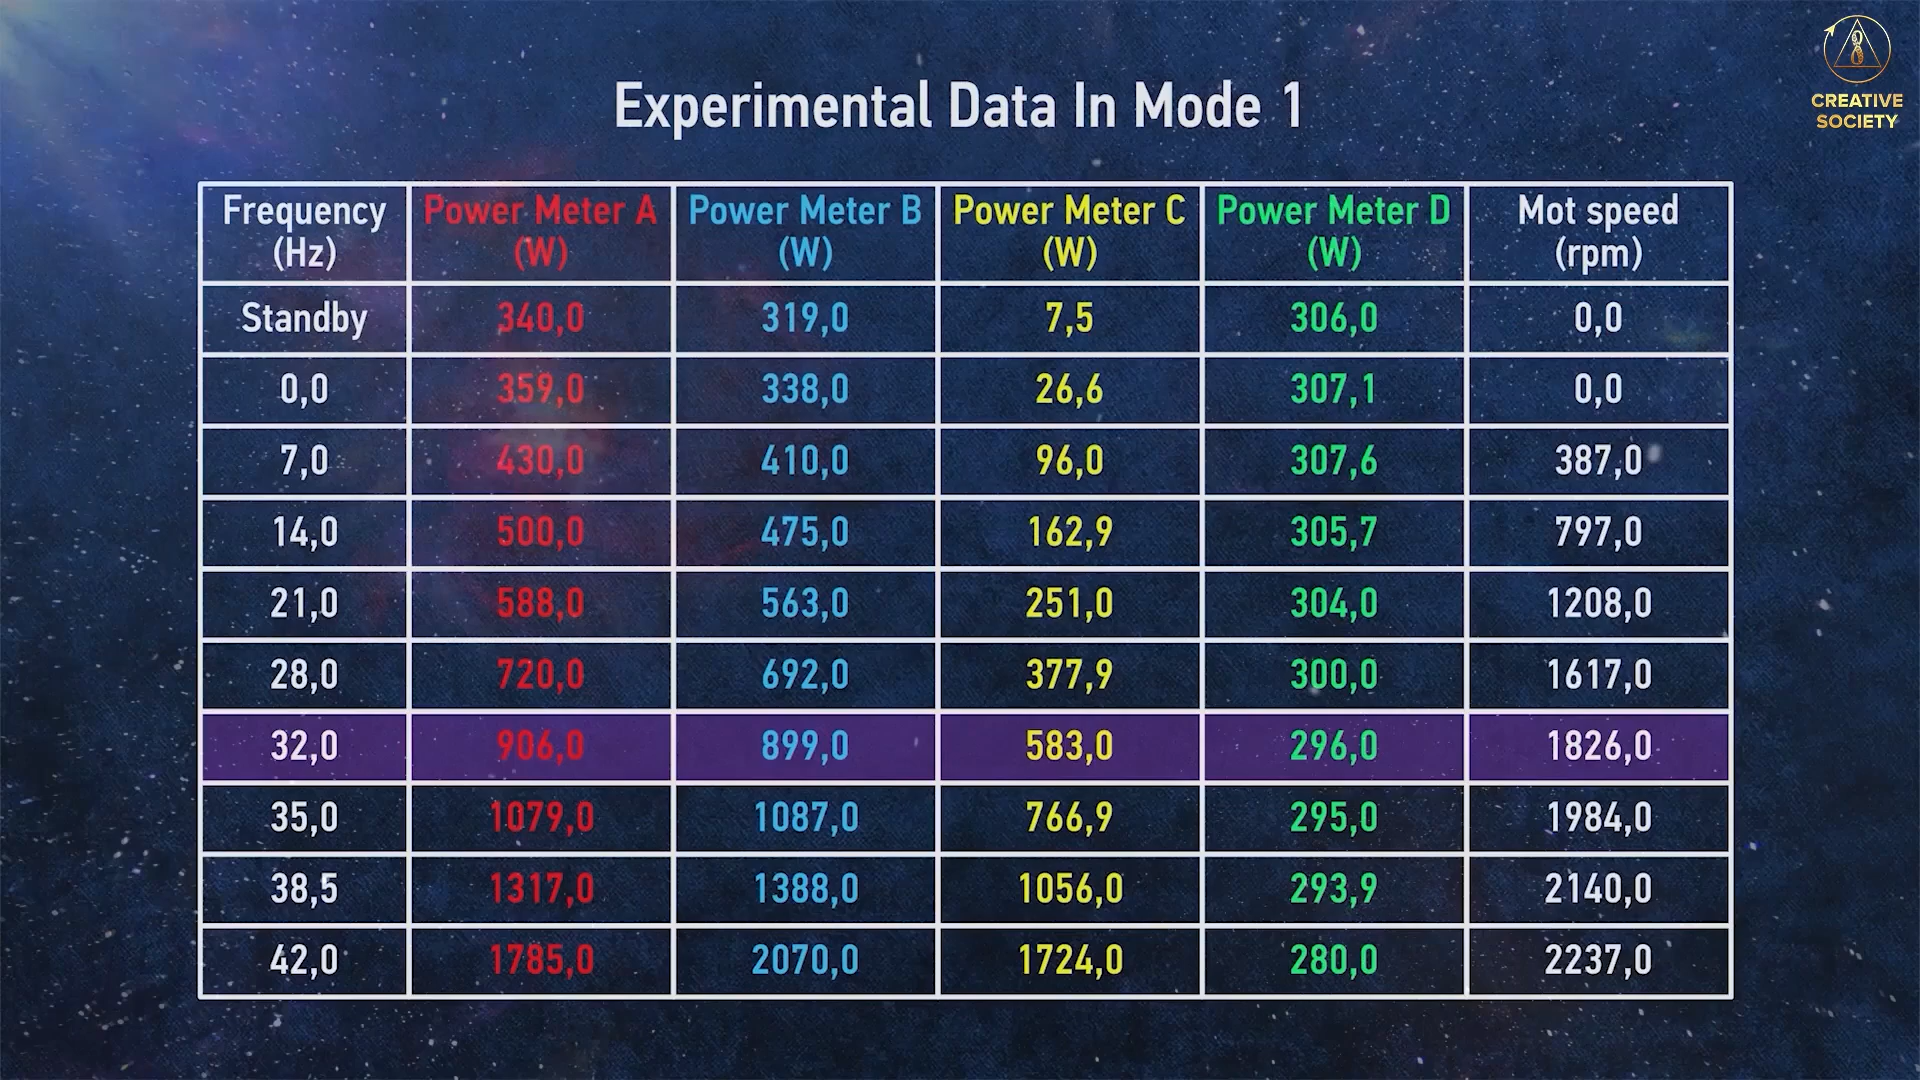 CREATIVE
SOCIETY
Experimental Data In Mode 1
Frequency (Hz) Power Meter A (W) Power Meter B (W) Power Meter C (W) Power Meter D (W) Mot speed (rpm)
Standby 340,0 319,0 7,5 306,0 0,0
0,0 359,0 338,0 26,6 307,1 0,0
7,0 430,0 410,0 96,0 307,6 387,0
14,0 500,0 475,0 162,9 305,7 797,0
21,0 588,0 563,0 251,0 304,0 1208,0
28,0 720,0 692,0 377,9 300,0 1617,0
32,0 906,0 899,0 583,0 296,0 1826,0
35,0 1079,0 1087,0 766,9 295,0 1984,0
38,5 1317,0 1388,0 1056,0 293,9 2140,0
42,0 1785,0 2070,0 1724,0 280,0 2237,0